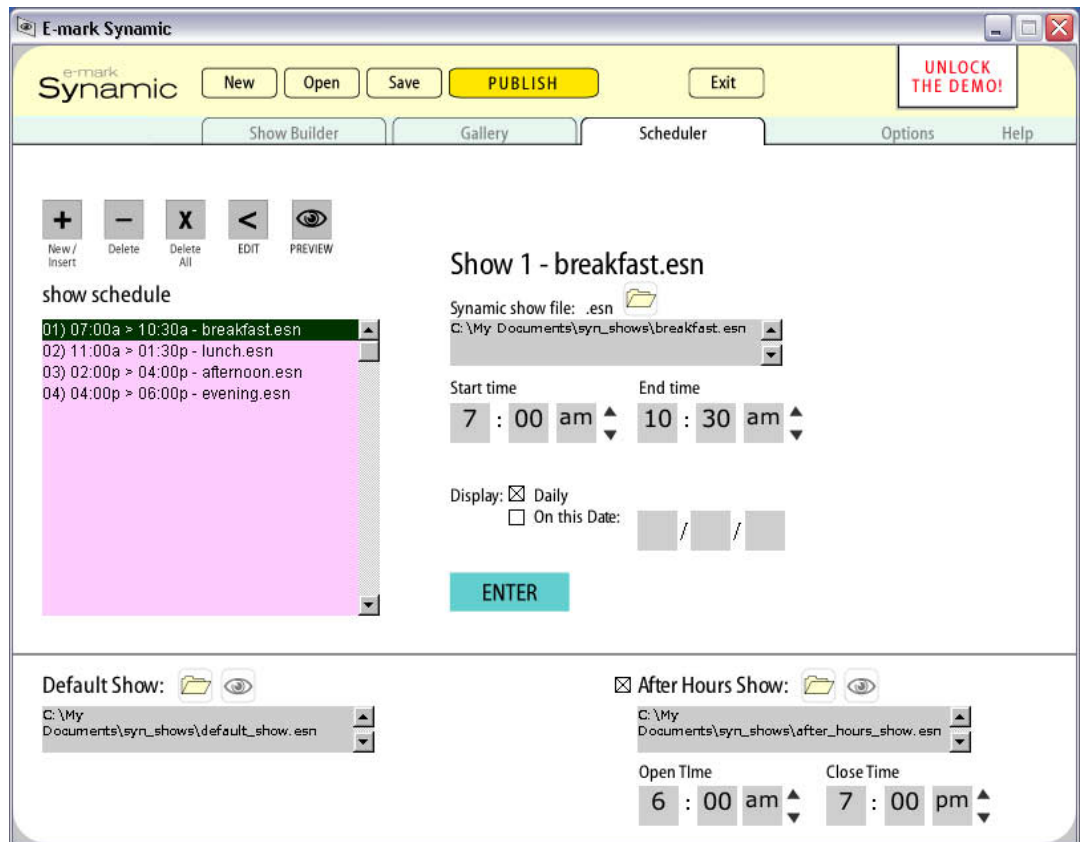 E-mark Synamic
e-mark
Synamic
New Open Save PUBLISH Exit
UNLOCK
THE DEMO!
Show Builder Gallery Scheduler Options Help
+ − X <
New / Insert
Delete
Delete All
EDIT
PREVIEW
show schedule
01) 07:00a > 10:30a - breakfast.esn
02) 11:00a > 01:30p - lunch.esn
03) 02:00p > 04:00p - afternoon.esn
04) 04:00p > 06:00p - evening.esn
Show 1 - breakfast.esn
Synamic show file: .esn
C:\My Documents\syn_shows\breakfast.esn
Start time End time
7 : 00 am 10 : 30 am
Display: Daily
On this Date: / /
ENTER
Default Show:
C:\My
Documents\syn_shows\default_show.esn
After Hours Show:
C:\My
Documents\syn_shows\after_hours_show.esn
Open TIme Close Time
6 : 00 am 7 : 00 pm